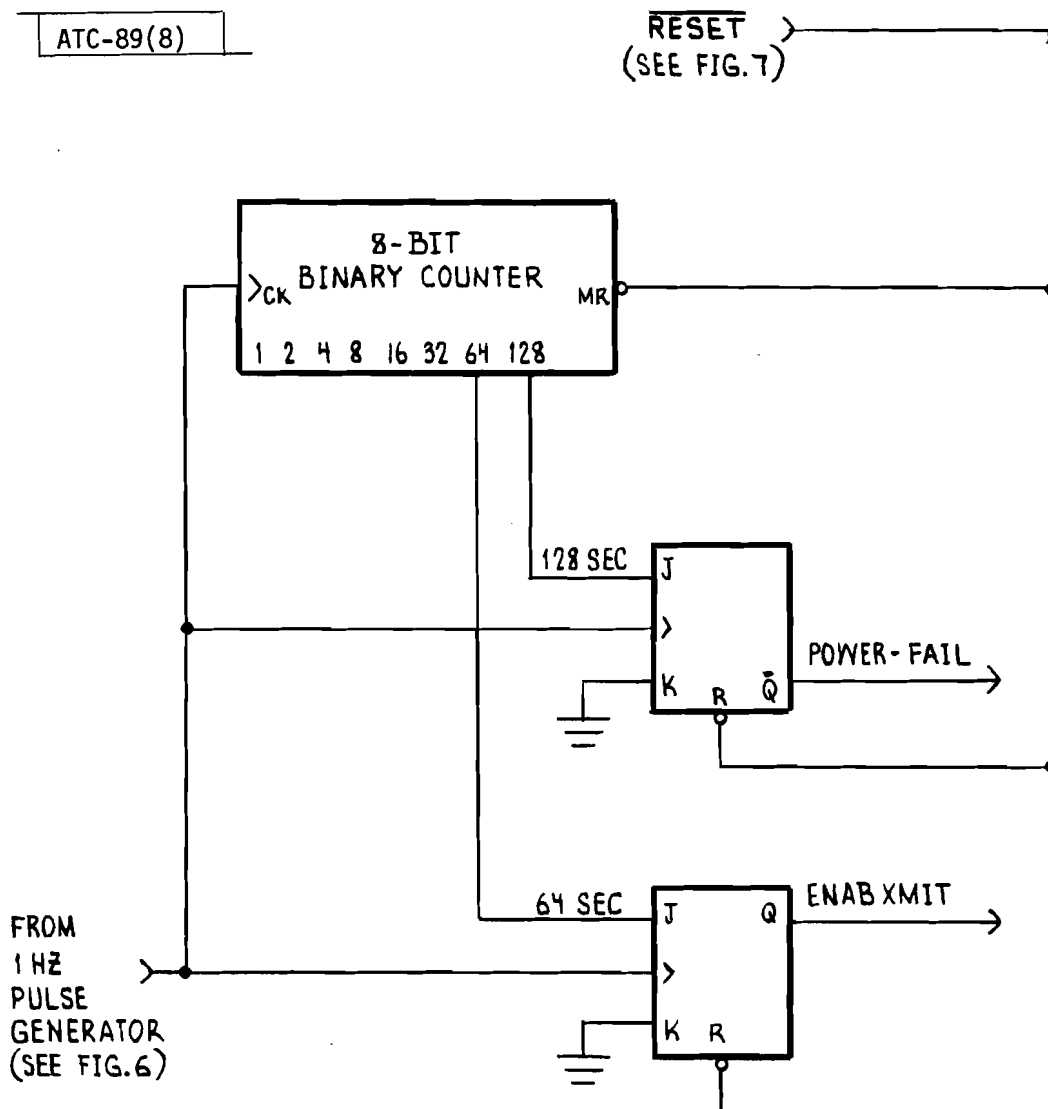 ATC-89(8)
RESET
(SEE FIG.7)
8-BIT
BINARY COUNTER
CK
MR
1 2 4 8 16 32 64 128
128 SEC
J
K
R
Q̅
POWER-FAIL
64 SEC
J
Q
ENAB XMIT
K
R
FROM
1 HZ
PULSE
GENERATOR
(SEE FIG.6)